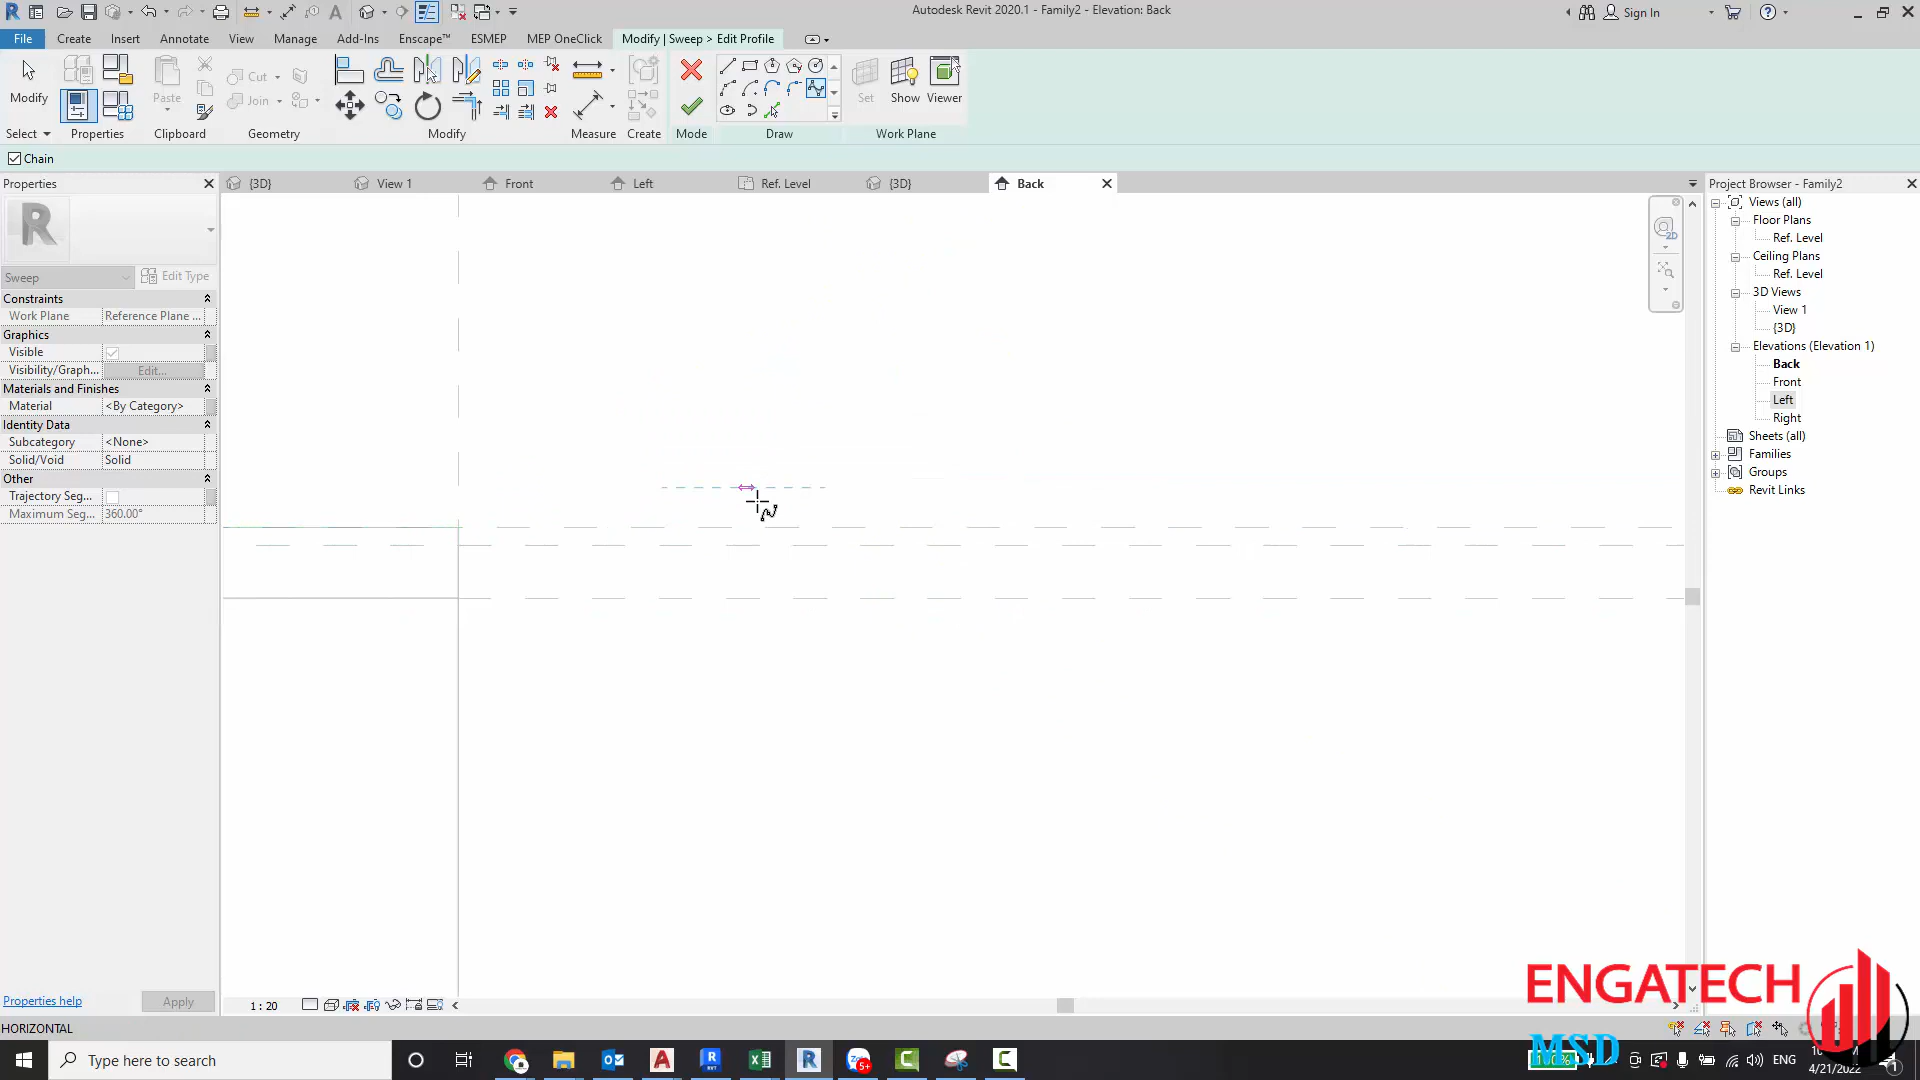 Autodesk Revit 2020.1 - Family2 - Elevation: Back
Sign In
File Create Insert Annotate View Manage Add-Ins Enscape™ ESMEP MEP OneClick Modify | Sweep > Edit Profile
Modify
Paste
Cut
Join
Set Show Viewer
Select Properties Clipboard Geometry Modify Measure Create Mode Draw Work Plane
Chain
Properties
{3D} View 1 Front Left Ref. Level {3D} Back
Project Browser - Family2
Sweep
Edit Type
Constraints
Work Plane Reference Plane ...
Graphics
Visible
Visibility/Graph... Edit...
Materials and Finishes
Material <By Category>
Identity Data
Subcategory <None>
Solid/Void Solid
Other
Trajectory Seg...
Maximum Seg... 360.00°
Properties help
Apply
2D
Views (all)
Floor Plans
Ref. Level
Ceiling Plans
Ref. Level
3D Views
View 1
{3D}
Elevations (Elevation 1)
Back
Front
Left
Right
Sheets (all)
Families
Groups
Revit Links
1 : 20
HORIZONTAL
ENGATECH
MSD
Type here to search
ENG
4/21/2022